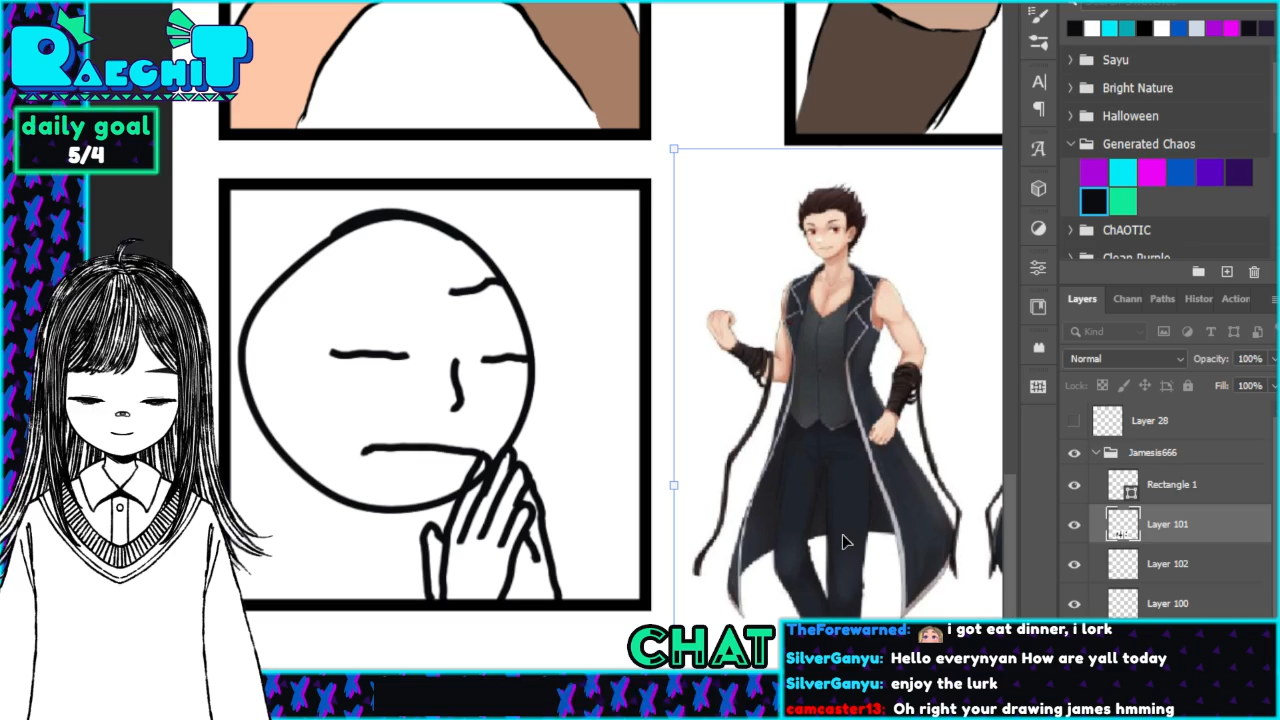 RAEGHIT
daily goal
5/4
Sayu
Bright Nature
Halloween
Generated Chaos
ChAOTIC
Clean Purple
Layers Chann Paths Histor Action
Kind
Normal Opacity: 100%
Lock: Fill: 100%
Layer 28
Jamesis666
Rectangle 1
Layer 101
Layer 102
Layer 100
CHAT
TheForewarned: i got eat dinner, i lork
SilverGanyu: Hello everynyan How are yall today
SilverGanyu: enjoy the lurk
camcaster13: Oh right your drawing james hmming